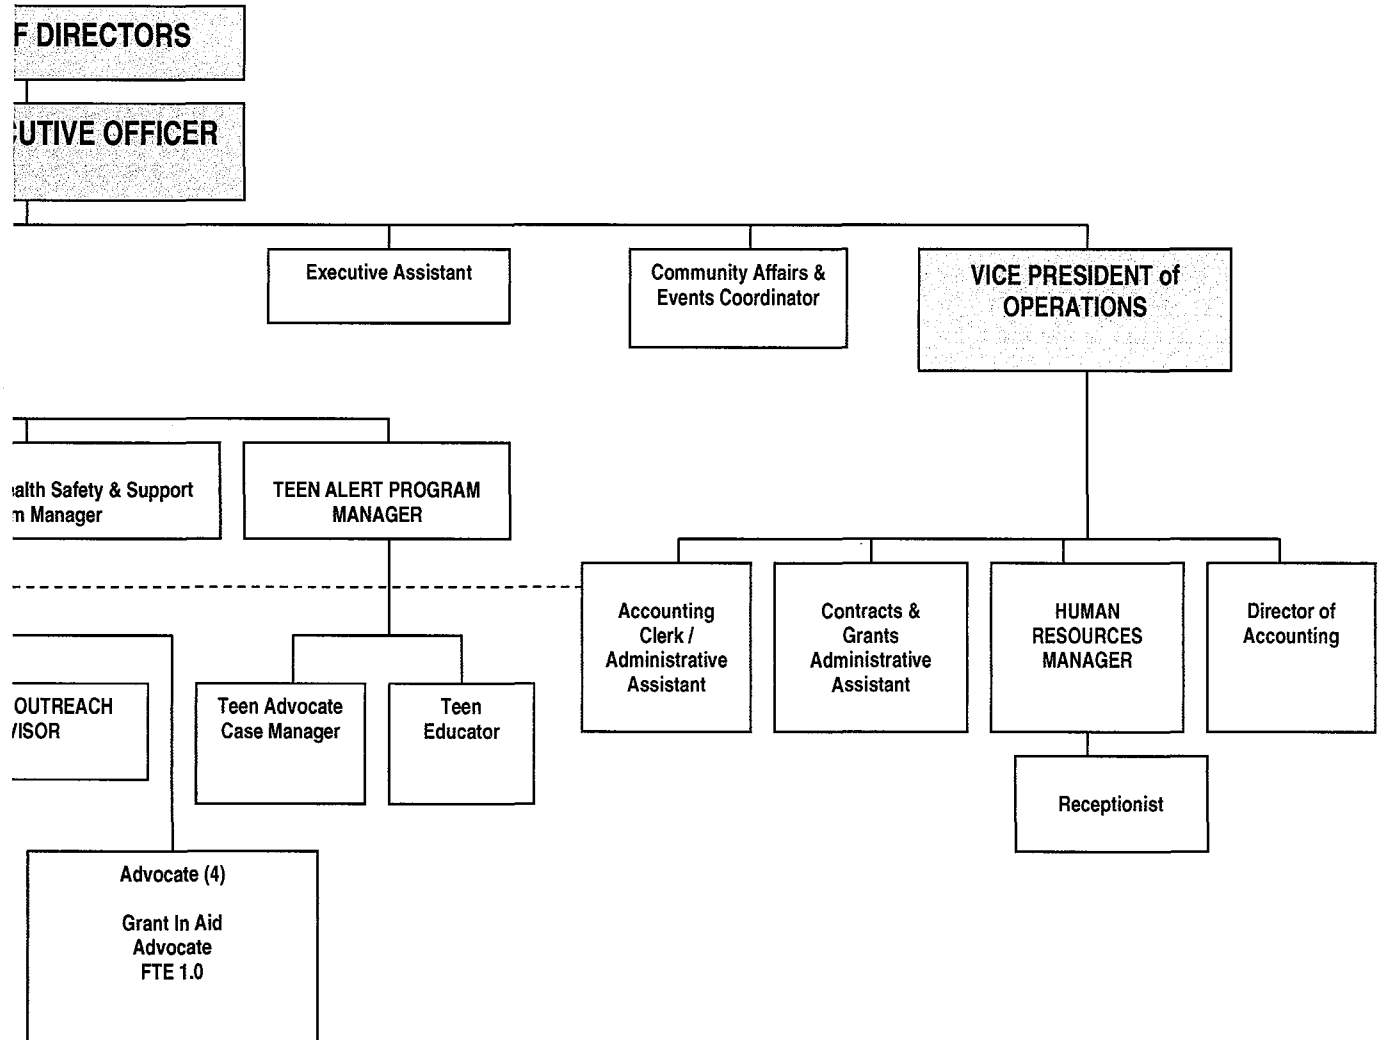 F DIRECTORS
CUTIVE OFFICER
Executive Assistant
Community Affairs &
Events Coordinator
VICE PRESIDENT of
OPERATIONS
ealth Safety & Support
m Manager
TEEN ALERT PROGRAM
MANAGER
Accounting
Clerk /
Administrative
Assistant
Contracts &
Grants
Administrative
Assistant
HUMAN
RESOURCES
MANAGER
Director of
Accounting
OUTREACH
VISOR
Teen Advocate
Case Manager
Teen
Educator
Receptionist
Advocate (4)
Grant In Aid
Advocate
FTE 1.0